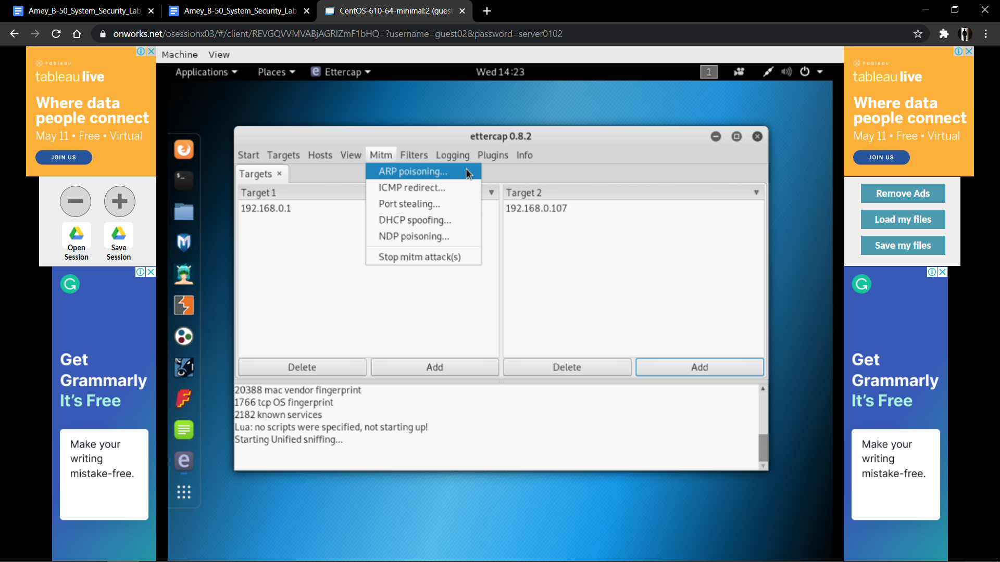 Amey_B-50_System_Security_Lab
Amey_B-50_System_Security_Lab
CentOS-610-64-minimal:2 (guest
onworks.net/osessionx03/#/client/REVGQVVMVABjAGRlZmF1bHQ=?username=guest02&password=server0102
Machine View
Applications Places Ettercap Wed 14:23 1
tableau
tableau live
Where data
people connect
May 11 • Free • Virtual
JOIN US
Open
Session
Save
Session
G
Get
Grammarly
It's Free
Make your
writing
mistake-free.
ettercap 0.8.2
Start Targets Hosts View Mitm Filters Logging Plugins Info
Targets
Target 1
192.168.0.1
ARP poisoning...
ICMP redirect...
Port stealing...
DHCP spoofing...
NDP poisoning...
Stop mitm attack(s)
Target 2
192.168.0.107
Delete Add Delete Add
20388 mac vendor fingerprint
1766 tcp OS fingerprint
2182 known services
Lua: no scripts were specified, not starting up!
Starting Unified sniffing...
tableau
tableau live
Where data
people connect
May 11 • Free • Virtual
JOIN US
Remove Ads
Load my files
Save my files
G
Get
Grammarly
It's Free
Make your
writing
mistake-free.